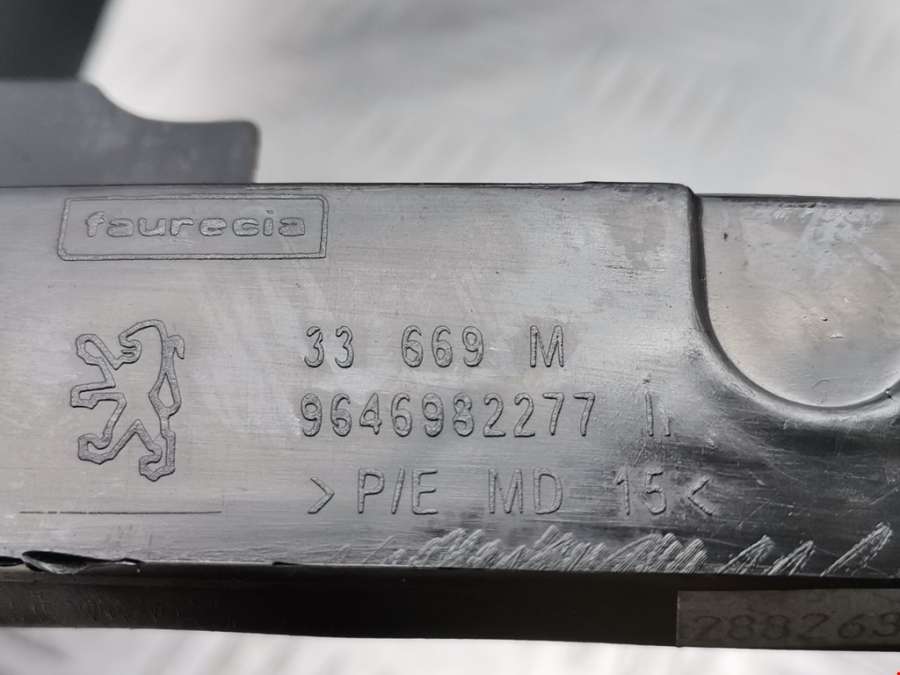 faurecia
33 669 M
9646982277
>P/E MD 15<
288263